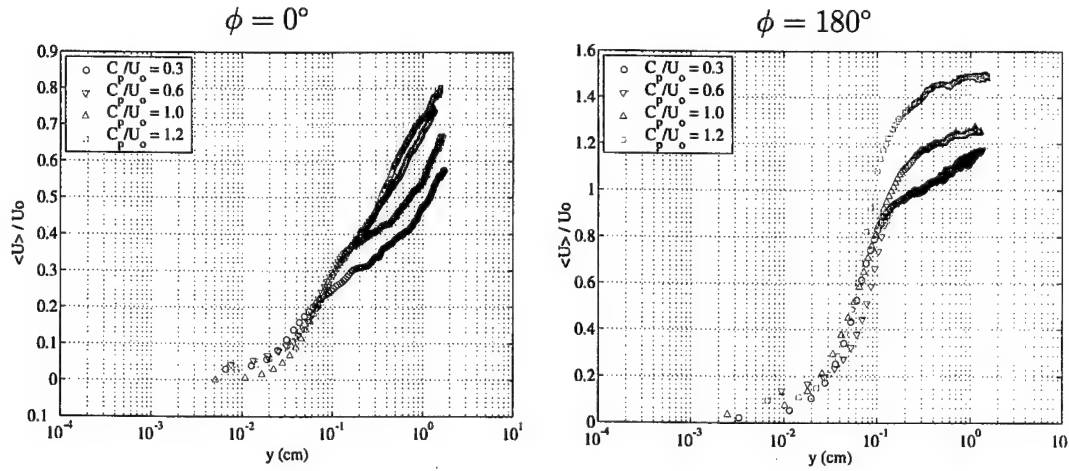 ϕ = 0°
0.9
0.8
0.7
0.6
0.5
0.4
0.3
0.2
0.1
0
0.1
<U> / Uo
C_p/U_o = 0.3
C_p/U_o = 0.6
C_p/U_o = 1.0
C_p/U_o = 1.2
10^-4
10^-3
10^-2
10^-1
10^0
10^1
y (cm)
ϕ = 180°
1.6
1.4
1.2
1
0.8
0.6
0.4
0.2
0
<U> / Uo
C_p/U_o = 0.3
C_p/U_o = 0.6
C_p/U_o = 1.0
C_p/U_o = 1.2
10^-4
10^-3
10^-2
10^-1
10^0
10^1
y (cm)